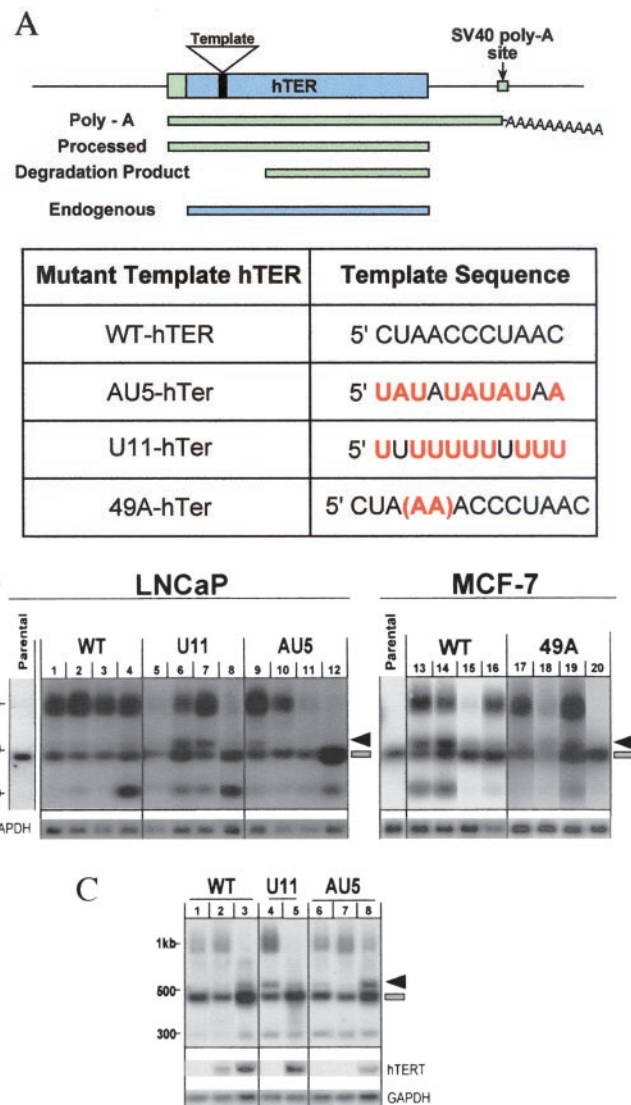 A
Template
SV40 poly-A
site
hTER
Poly - A
AAAAAAAAAA
Processed
Degradation Product
Endogenous
Mutant Template hTER Template Sequence
WT-hTER 5' CUAACCCUAAC
AU5-hTer 5' UAUAUAUAUAA
U11-hTer 5' UUUUUUUUUUU
49A-hTer 5' CUA(AA)ACCCUAAC
LNCaP MCF-7
Parental WT U11 AU5 Parental WT 49A
1 2 3 4 5 6 7 8 9 10 11 12 13 14 15 16 17 18 19 20
APDH
C
WT U11 AU5
1 2 3 4 5 6 7 8
1kb-
500-
300-
hTERT
GAPDH